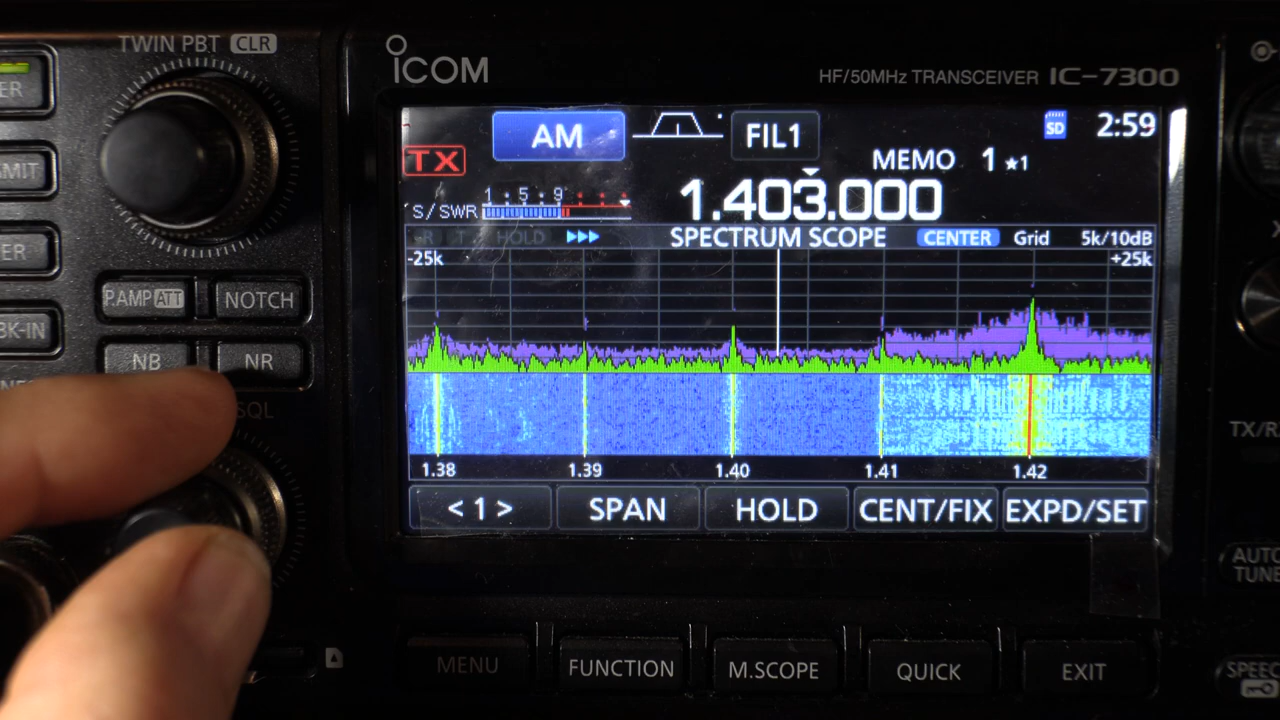 TWIN PBT CLR
ICOM
HF/50MHz TRANSCEIVER IC-7300
AM
FIL1
SD
2:59
TX
MEMO 1 ★1
1.403.000
S/SWR 1 · 5 · 9
HOLD
SPECTRUM SCOPE CENTER Grid 5k/10dB
-25k
+25k
P.AMP ATT
NOTCH
NB
NR
SQL
1.38 1.39 1.40 1.41 1.42
< 1 > SPAN HOLD CENT/FIX EXPD/SET
AUTO
TUNE
MENU FUNCTION M.SCOPE QUICK EXIT